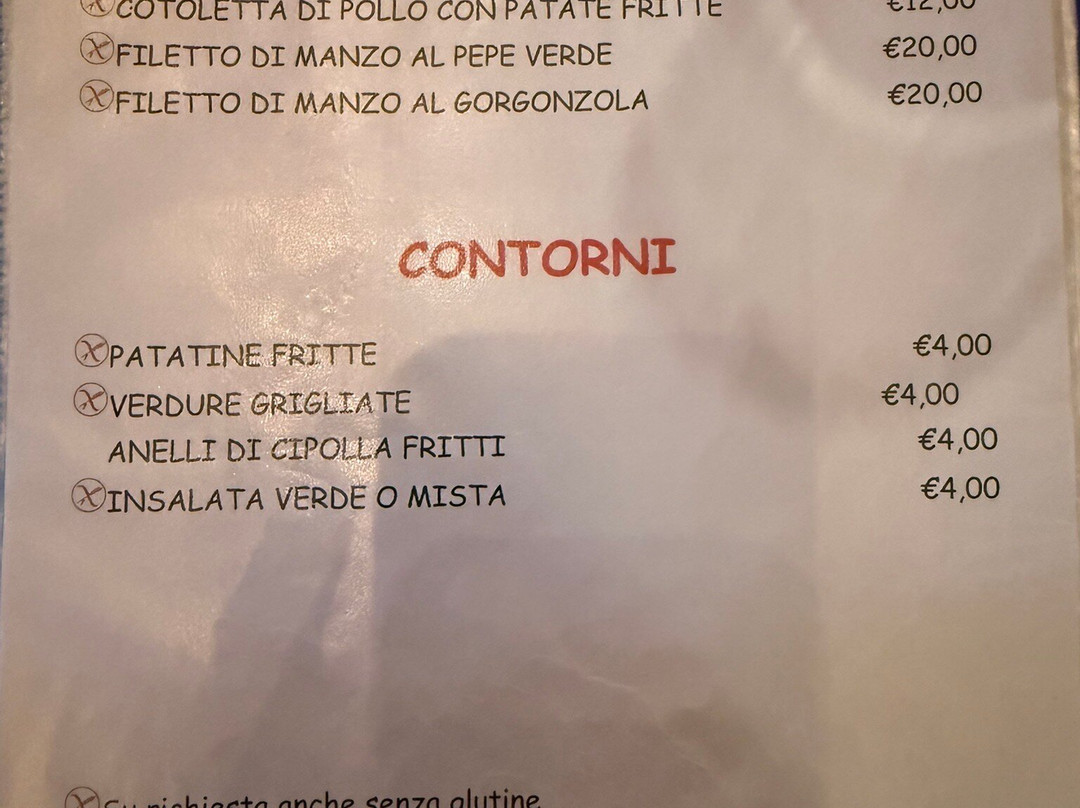 COTOLETTA DI POLLO CON PATATE FRITTE €12,00
FILETTO DI MANZO AL PEPE VERDE €20,00
FILETTO DI MANZO AL GORGONZOLA €20,00
CONTORNI
PATATINE FRITTE €4,00
VERDURE GRIGLIATE €4,00
ANELLI DI CIPOLLA FRITTI €4,00
INSALATA VERDE O MISTA €4,00
Su richiesta anche senza glutine